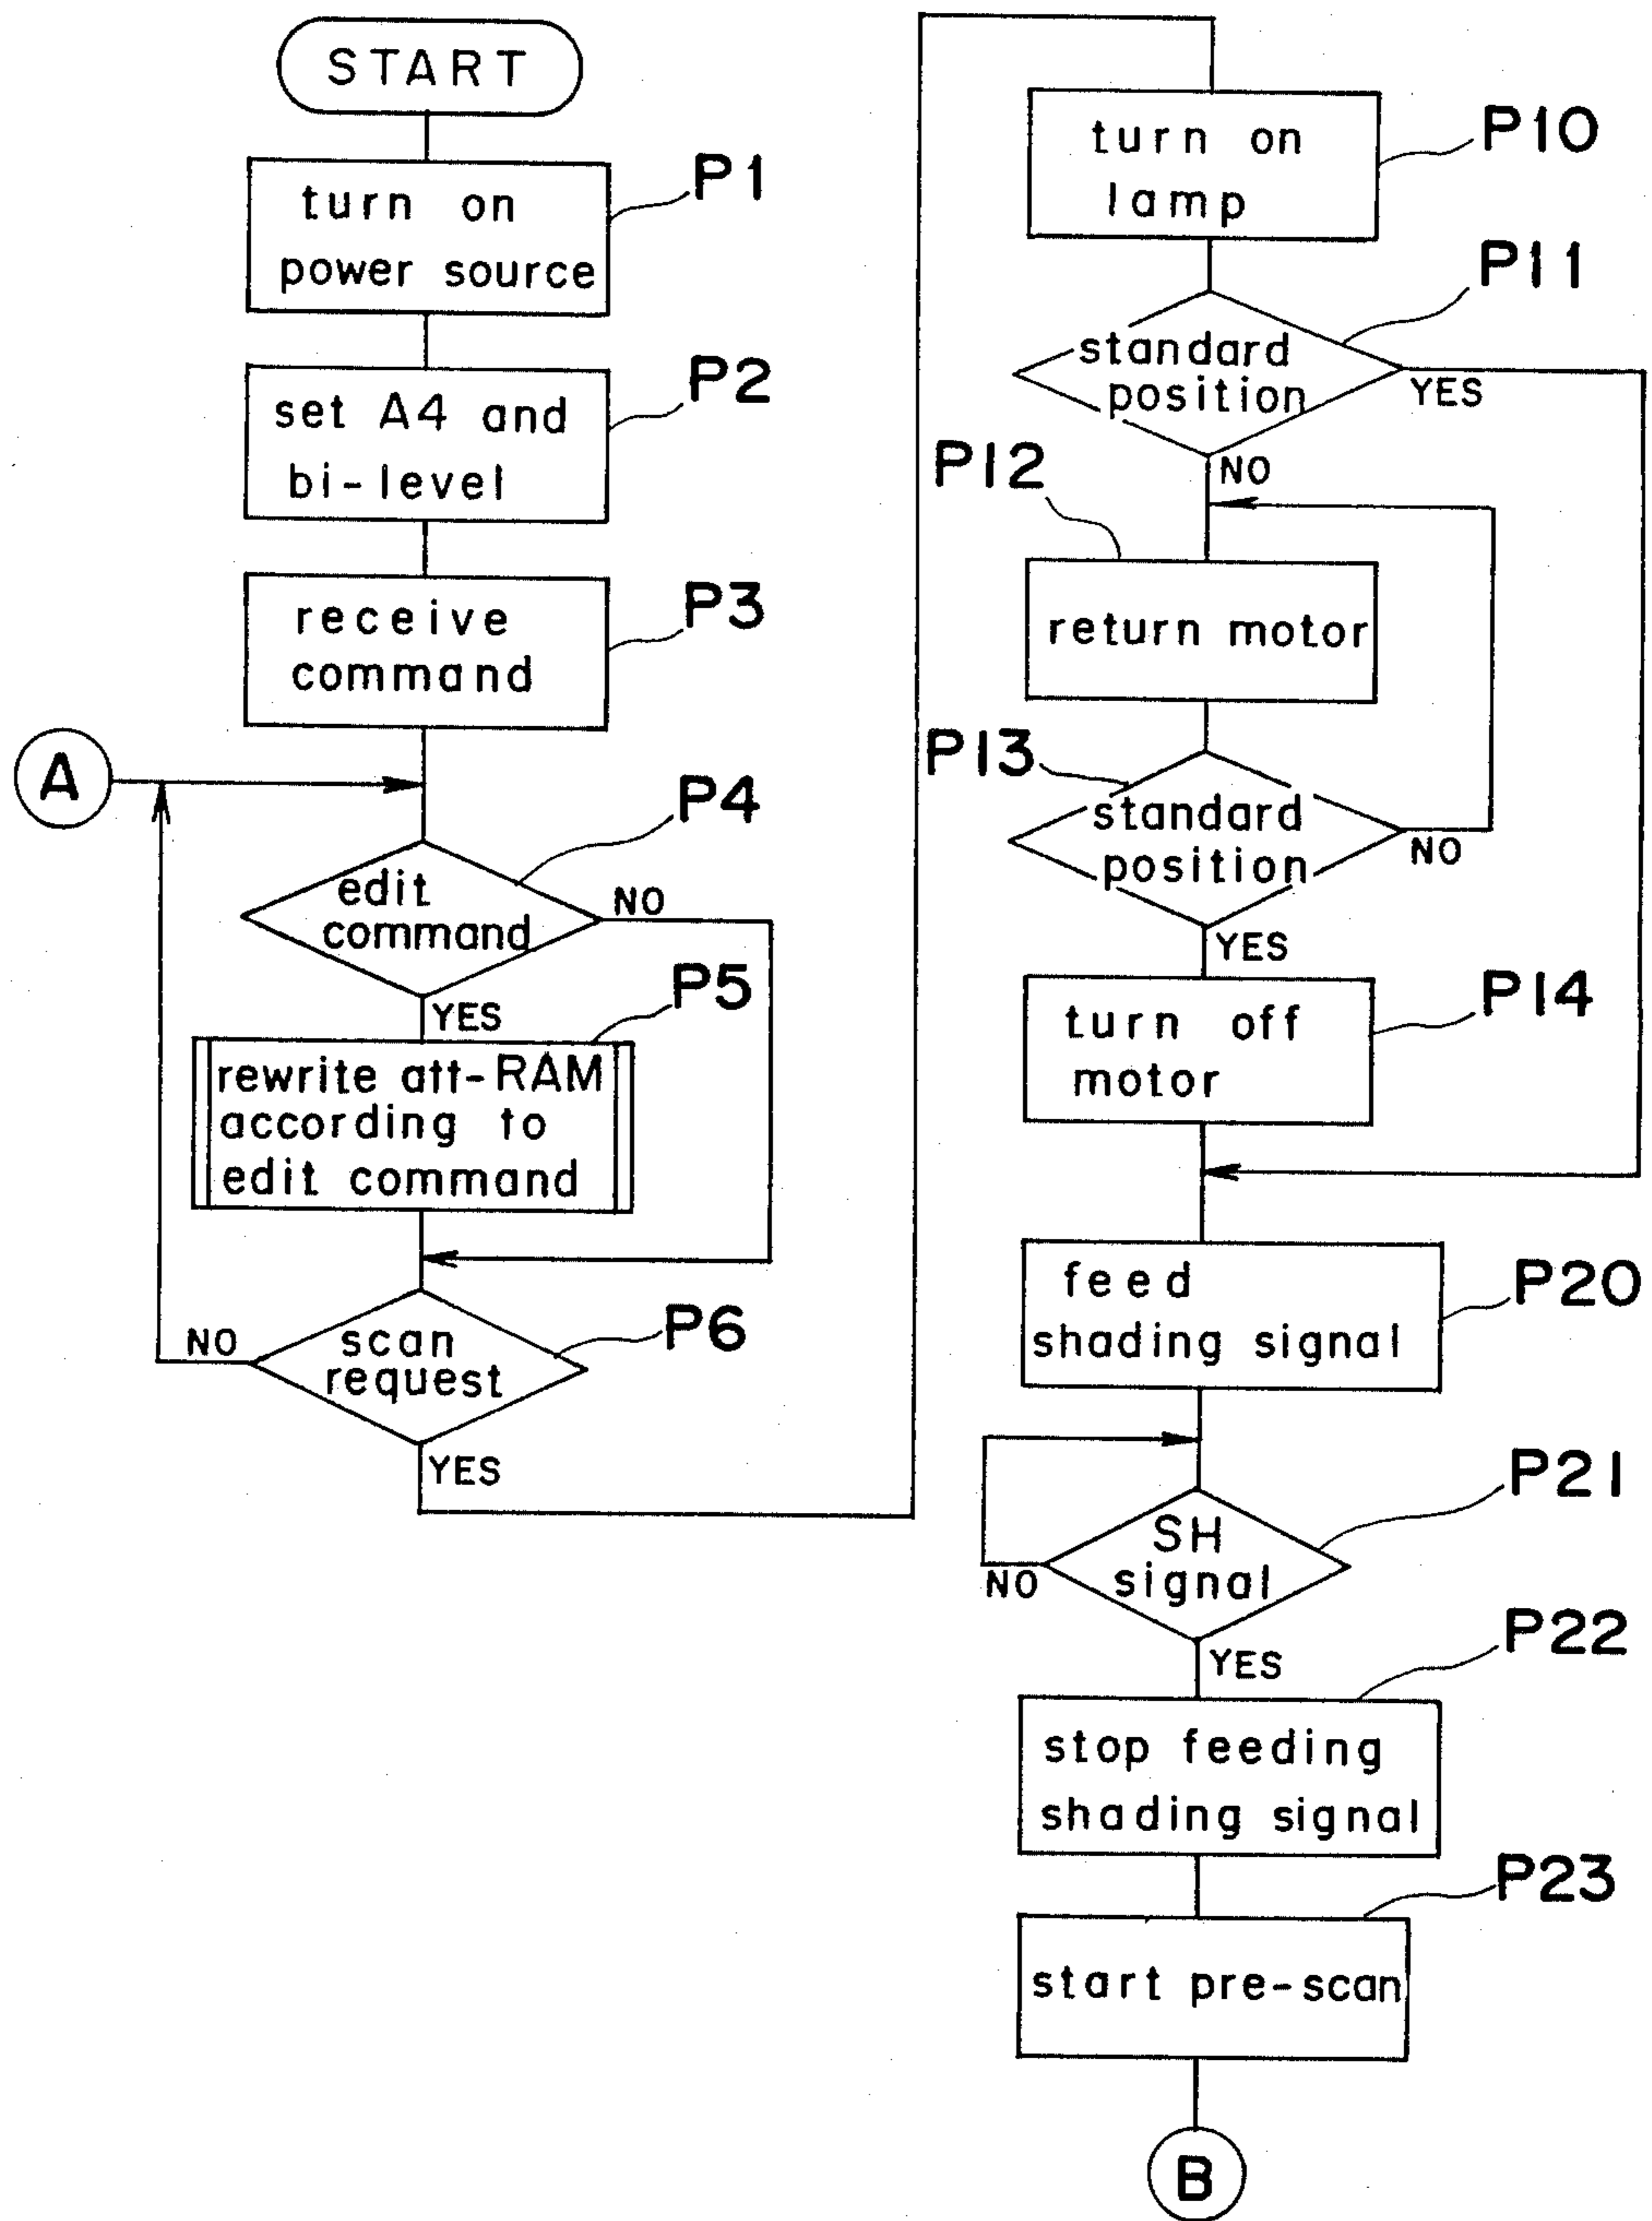 START
P1
turn on
power source
P2
set A4 and
bi-level
P3
receive
command
A
P4
edit
command
NO
YES
P5
rewrite att-RAM
according to
edit command
P6
scan
request
NO
YES
P10
turn on
lamp
P11
standard
position
YES
NO
P12
return motor
P13
standard
position
NO
YES
P14
turn off
motor
P20
feed
shading signal
P21
SH
signal
NO
YES
P22
stop feeding
shading signal
P23
start pre-scan
B